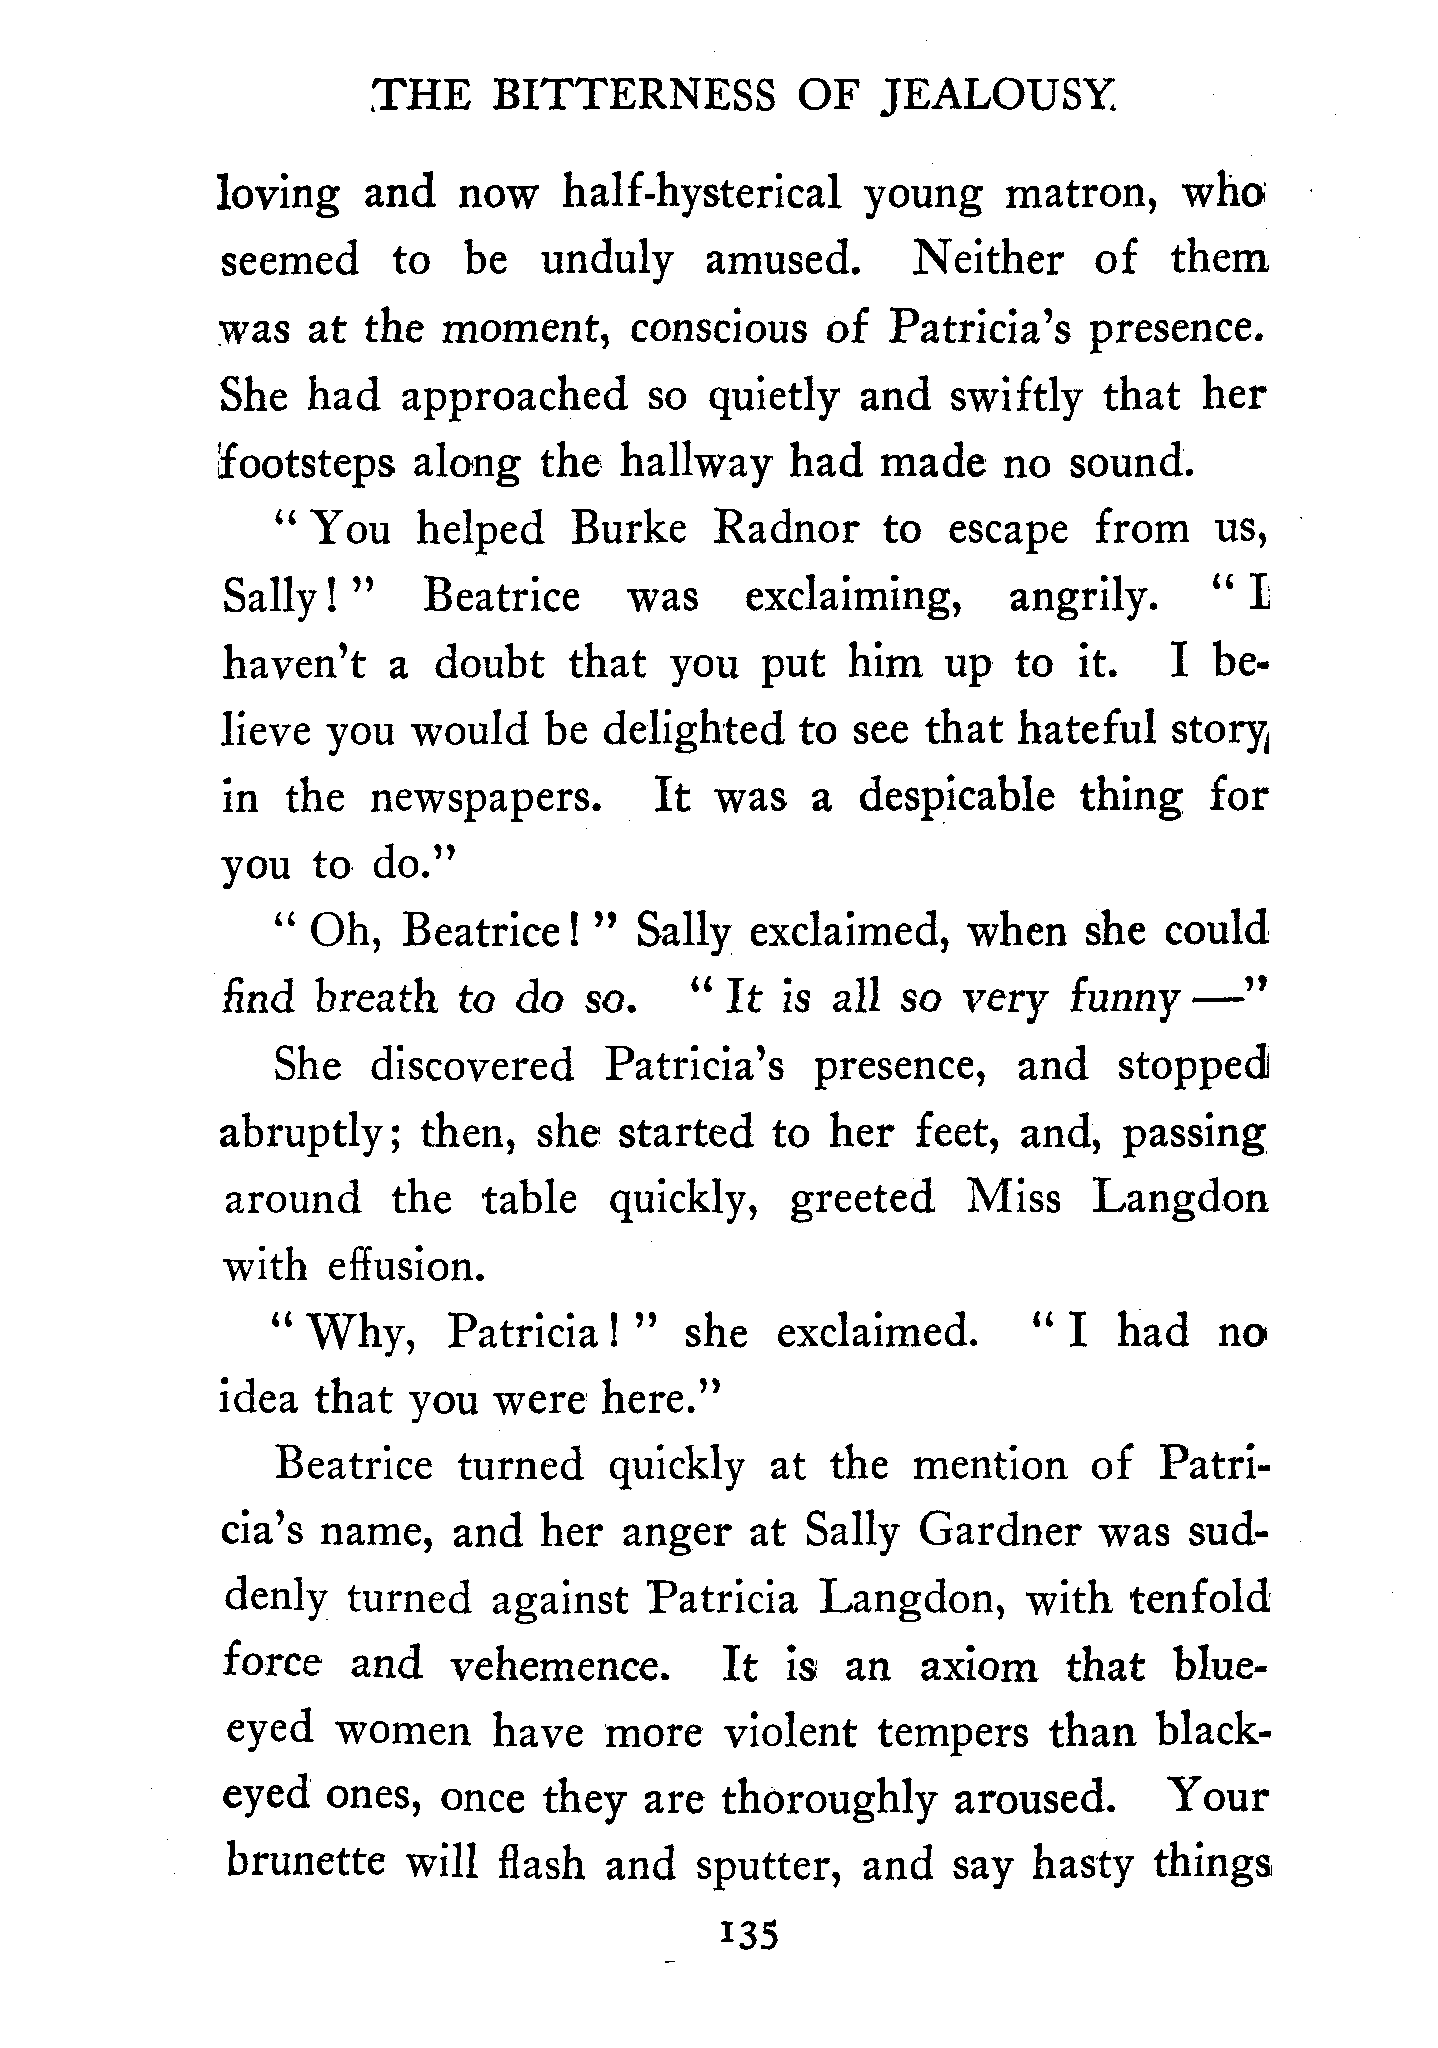 THE BITTERNESS OF JEALOUSY.
loving and now half-hysterical young matron, who
seemed to be unduly amused. Neither of them
was at the moment, conscious of Patricia's presence.
She had approached so quietly and swiftly that her
footsteps along the hallway had made no sound.
"You helped Burke Radnor to escape from us,
Sally!" Beatrice was exclaiming, angrily. "I
haven't a doubt that you put him up to it. I be-
lieve you would be delighted to see that hateful story
in the newspapers. It was a despicable thing for
you to do."
"Oh, Beatrice!" Sally exclaimed, when she could
find breath to do so. "It is all so very funny—"
She discovered Patricia's presence, and stopped
abruptly; then, she started to her feet, and, passing
around the table quickly, greeted Miss Langdon
with effusion.
"Why, Patricia!" she exclaimed. "I had no
idea that you were here."
Beatrice turned quickly at the mention of Patri-
cia's name, and her anger at Sally Gardner was sud-
denly turned against Patricia Langdon, with tenfold
force and vehemence. It is an axiom that blue-
eyed women have more violent tempers than black-
eyed ones, once they are thoroughly aroused. Your
brunette will flash and sputter, and say hasty things
135